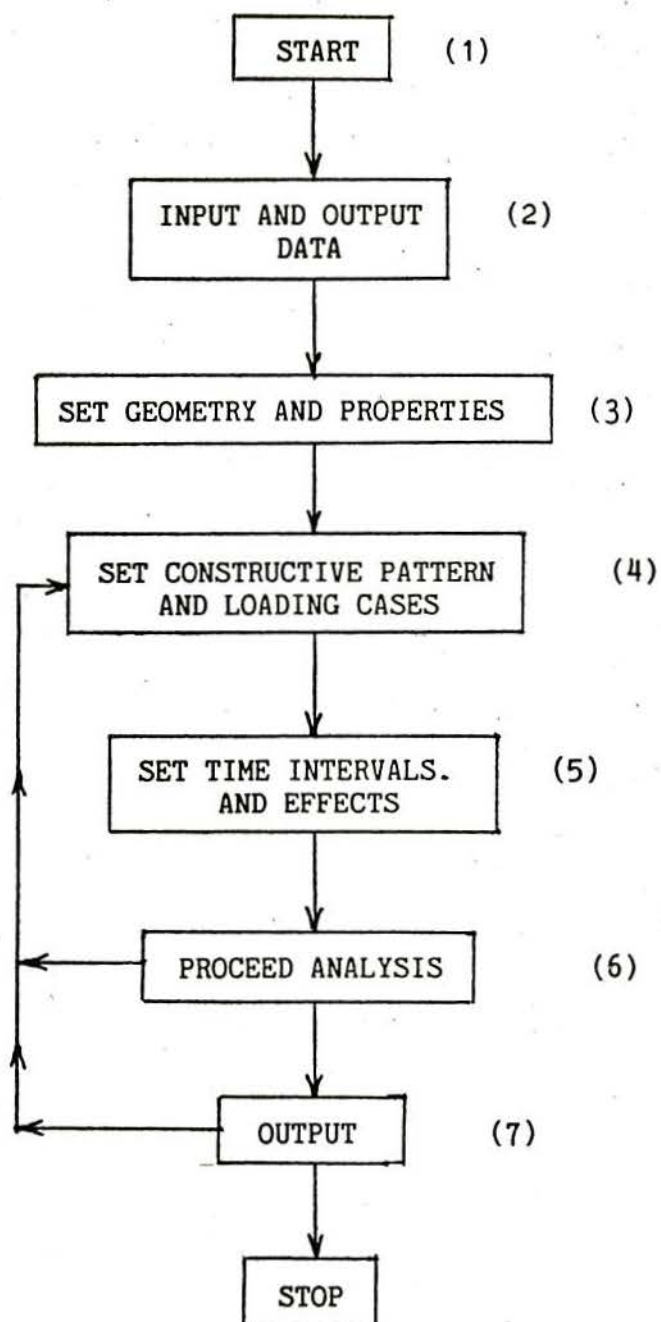 START (1)
INPUT AND OUTPUT
DATA
(2)
SET GEOMETRY AND PROPERTIES (3)
SET CONSTRUCTIVE PATTERN
AND LOADING CASES
(4)
SET TIME INTERVALS.
AND EFFECTS
(5)
PROCEED ANALYSIS (6)
OUTPUT (7)
STOP